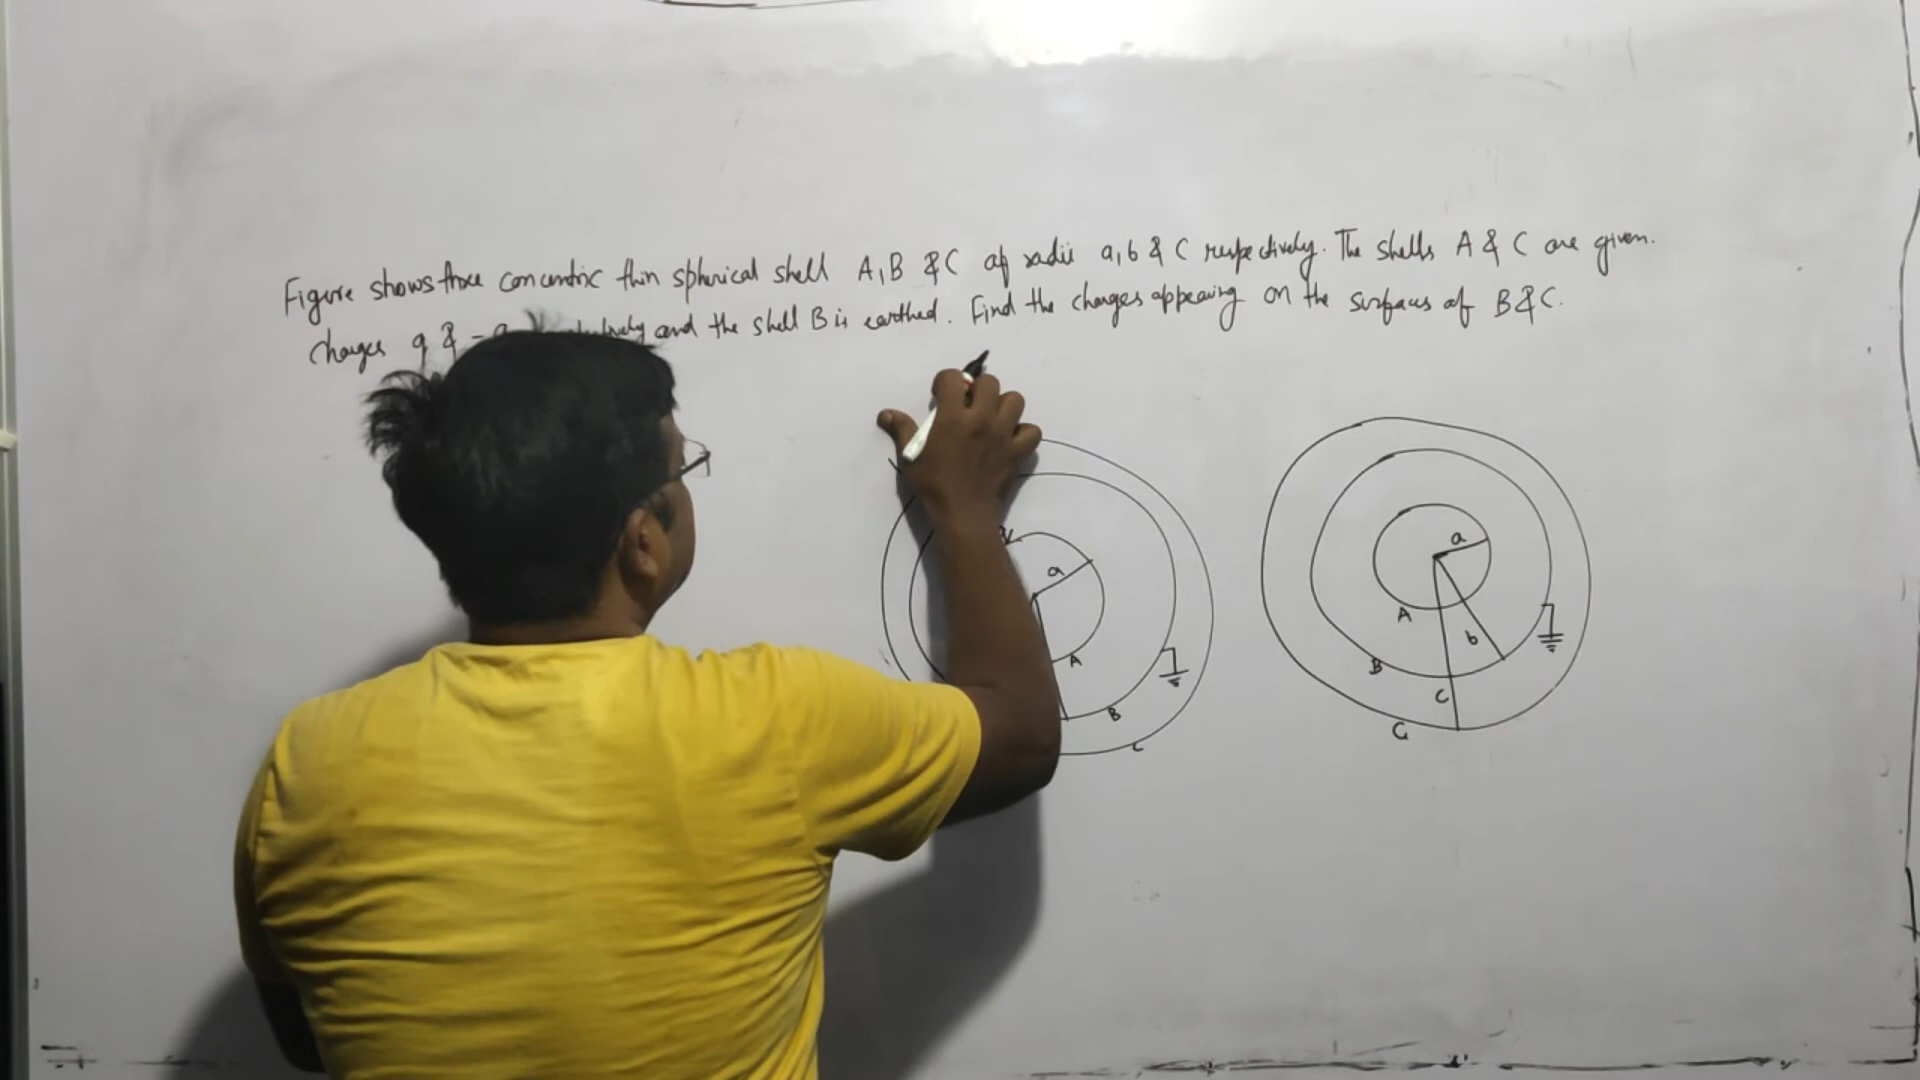 Figure shows three concentric thin spherical shell A, B & C of radii a, b & c respectively. The shells A & C are given.
charges q & - and the shell B is earthed. Find the charges appearing on the surfaces of B & C.
a
A
B
C
a
A
b
B
C
C